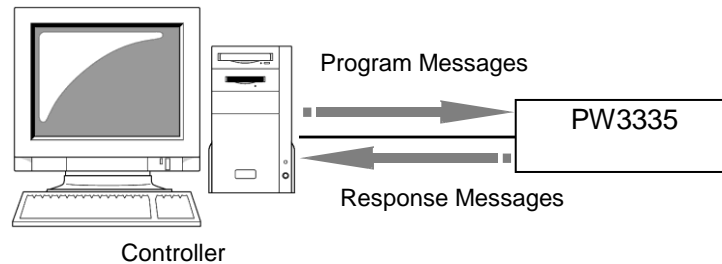 Program Messages
PW3335
Response Messages
Controller